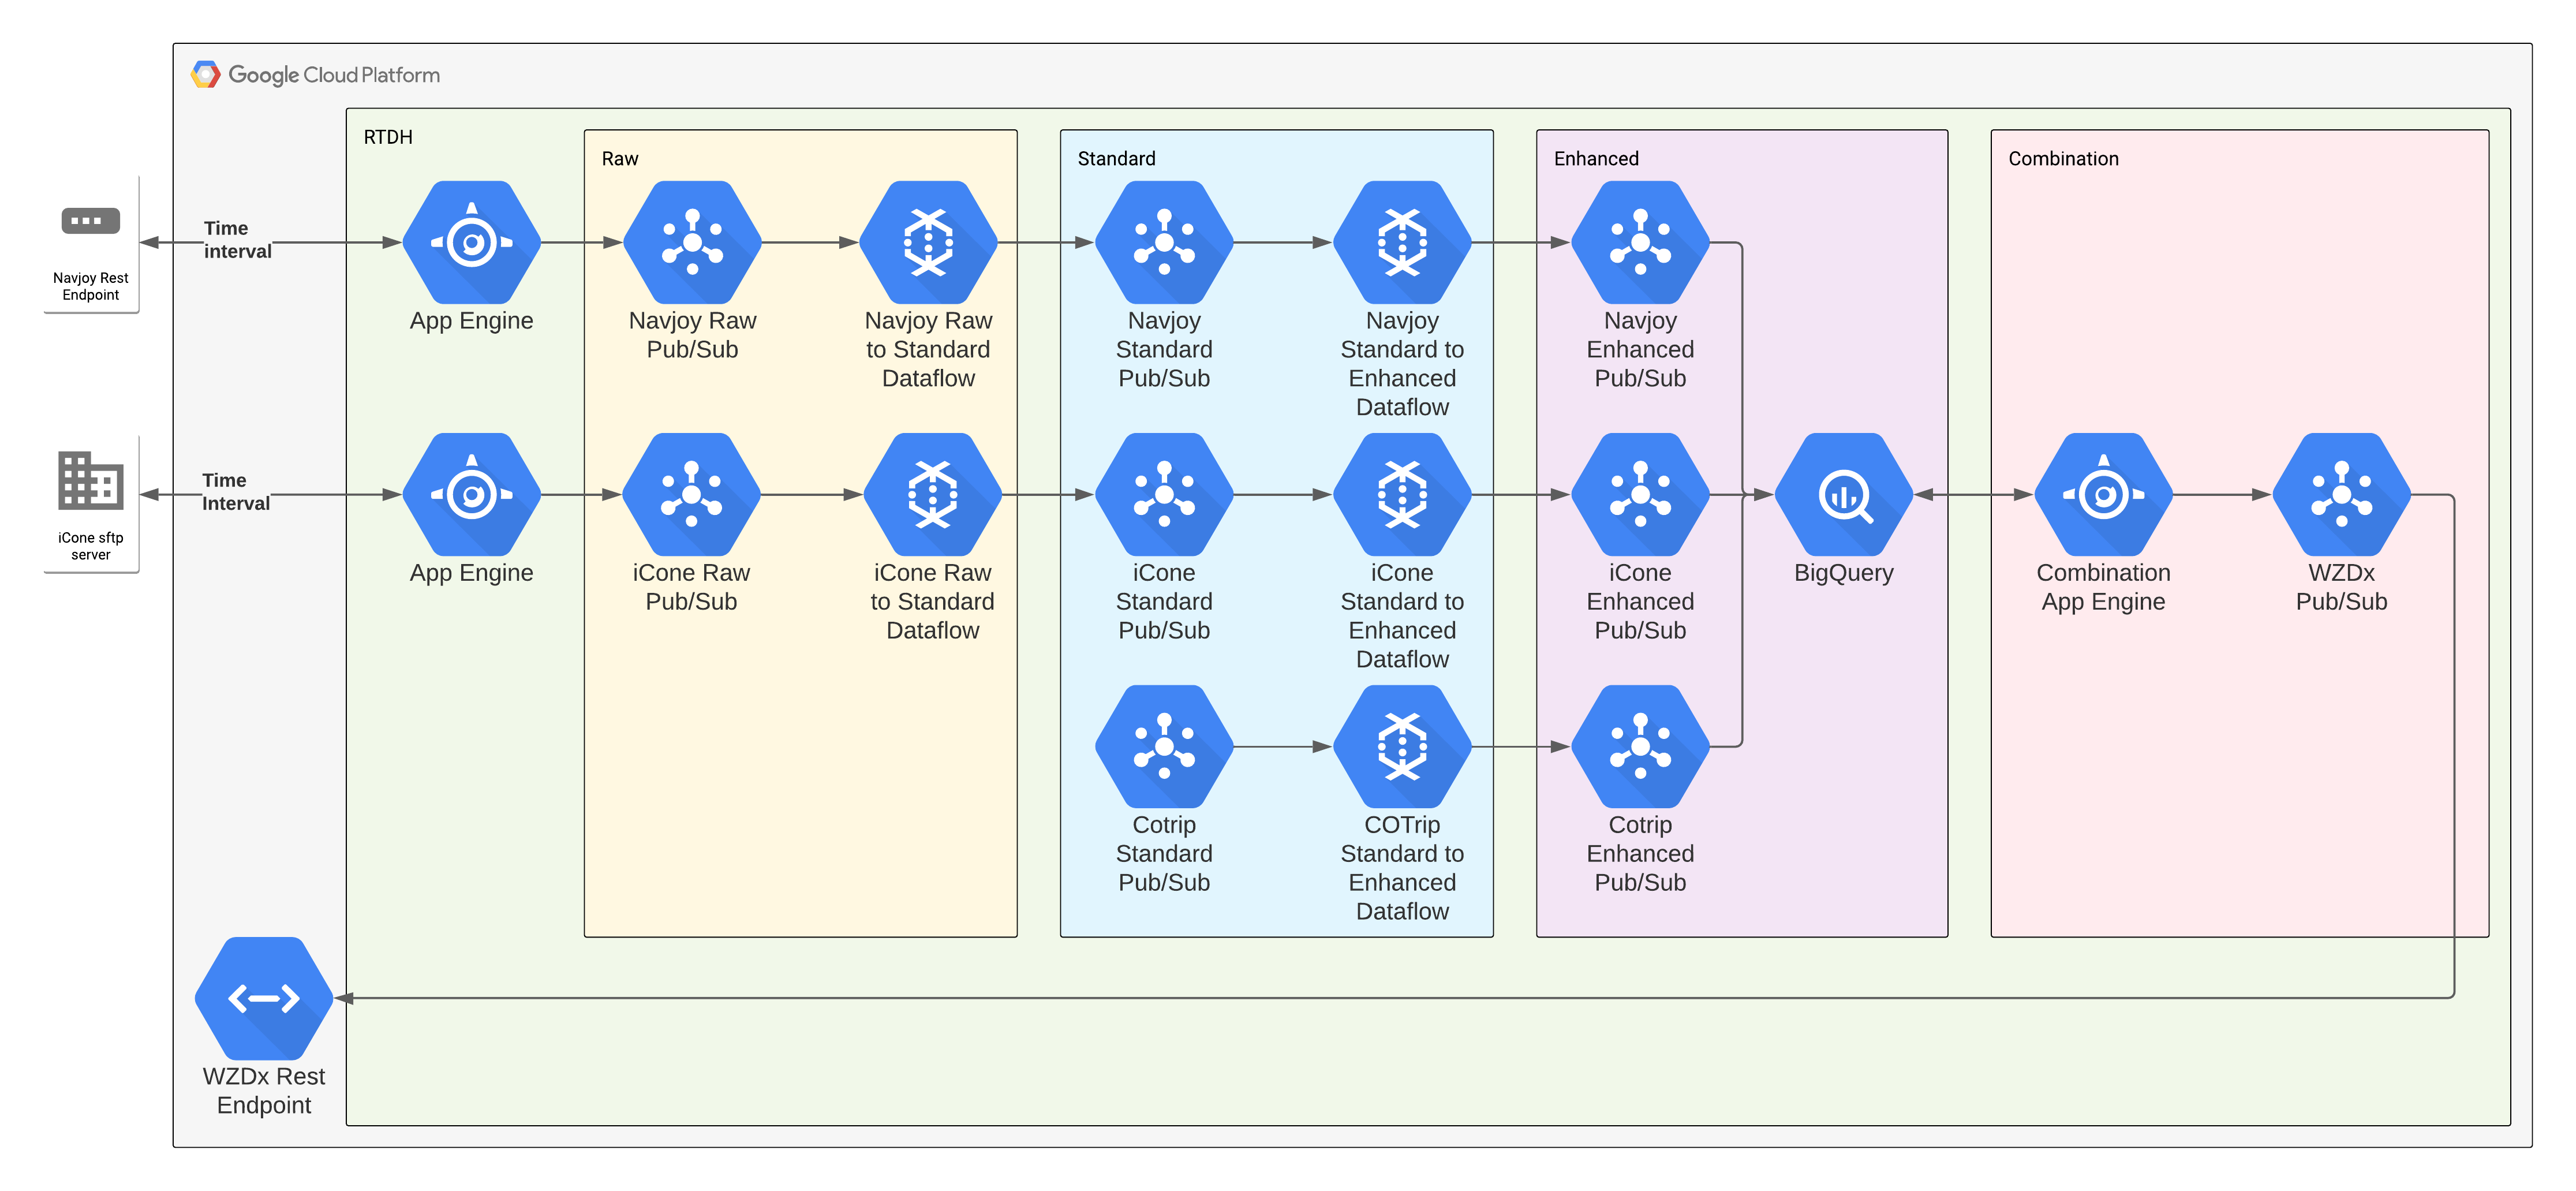 Google Cloud Platform
RTDH
Raw
Standard
Enhanced
Combination
Navjoy Rest
Endpoint
Time
interval
App Engine
Navjoy Raw
Pub/Sub
Navjoy Raw
to Standard
Dataflow
Navjoy
Standard
Pub/Sub
Navjoy
Standard to
Enhanced
Dataflow
Navjoy
Enhanced
Pub/Sub
iCone sftp
server
Time
Interval
App Engine
iCone Raw
Pub/Sub
iCone Raw
to Standard
Dataflow
iCone
Standard
Pub/Sub
iCone
Standard to
Enhanced
Dataflow
iCone
Enhanced
Pub/Sub
BigQuery
Combination
App Engine
WZDx
Pub/Sub
Cotrip
Standard
Pub/Sub
COTrip
Standard to
Enhanced
Dataflow
Cotrip
Enhanced
Pub/Sub
WZDx Rest
Endpoint